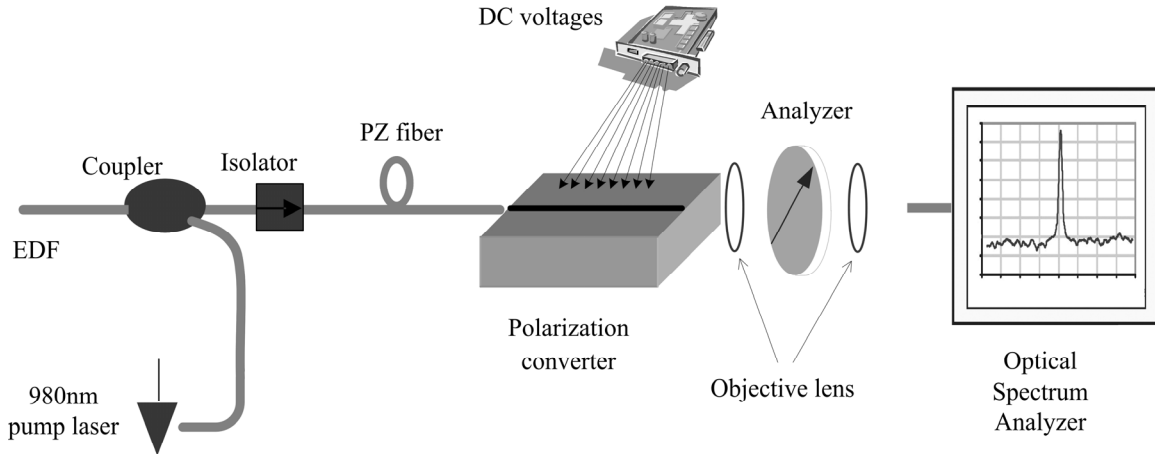 DC voltages
PZ fiber
Analyzer
Coupler
Isolator
EDF
Polarization
converter
Objective lens
980nm
pump laser
Optical
Spectrum
Analyzer